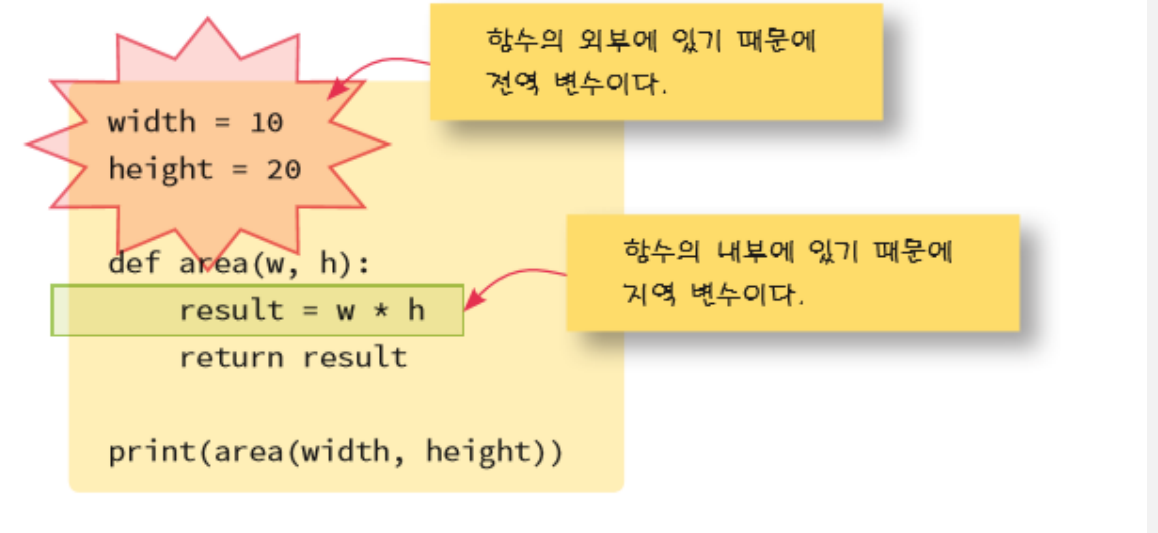 함수의 외부에 있기 때문에
전역 변수이다.
width = 10
height = 20
def area(w, h):
    result = w * h
    return result
함수의 내부에 있기 때문에
지역 변수이다.
print(area(width, height))